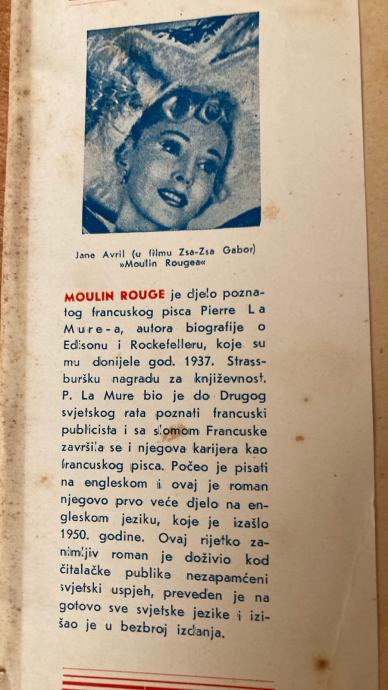 Jane Avril (u filmu Zsa-Zsa Gabor)
»Moulin Rougea«
MOULIN ROUGE je djelo pozna-
tog francuskog pisca Pierre La
Mure-a, autora biografije o
Edisonu i Rockefelleru, koje su
mu donijele god. 1937. Strass-
buršku nagradu za književnost.
P. La Mure bio je do Drugog
svjetskog rata poznati francuski
publicista i sa slomom Francuske
završila se i njegova karijera kao
francuskog pisca. Počeo je pisati
na engleskom i ovaj je roman
njegovo prvo veće djelo na en-
gleskom jeziku, koje je izašlo
1950. godine. Ovaj rijetko za-
nimljiv roman je doživio kod
čitalačke publike nezapamćeni
svjetski uspjeh, preveden je na
gotovo sve svjetske jezike i izi-
šao je u bezbroj izdanja.